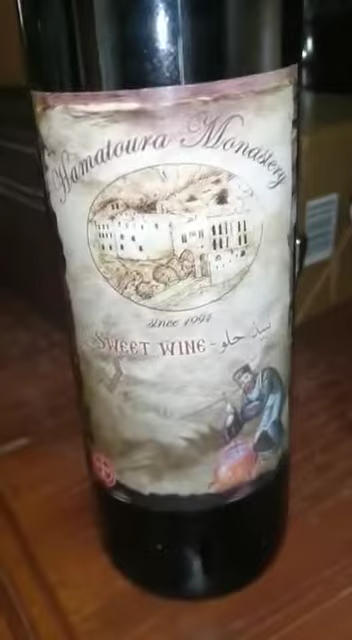 Hamatoura Monastery
since 1994
SWEET WINE - نبيذ حلو